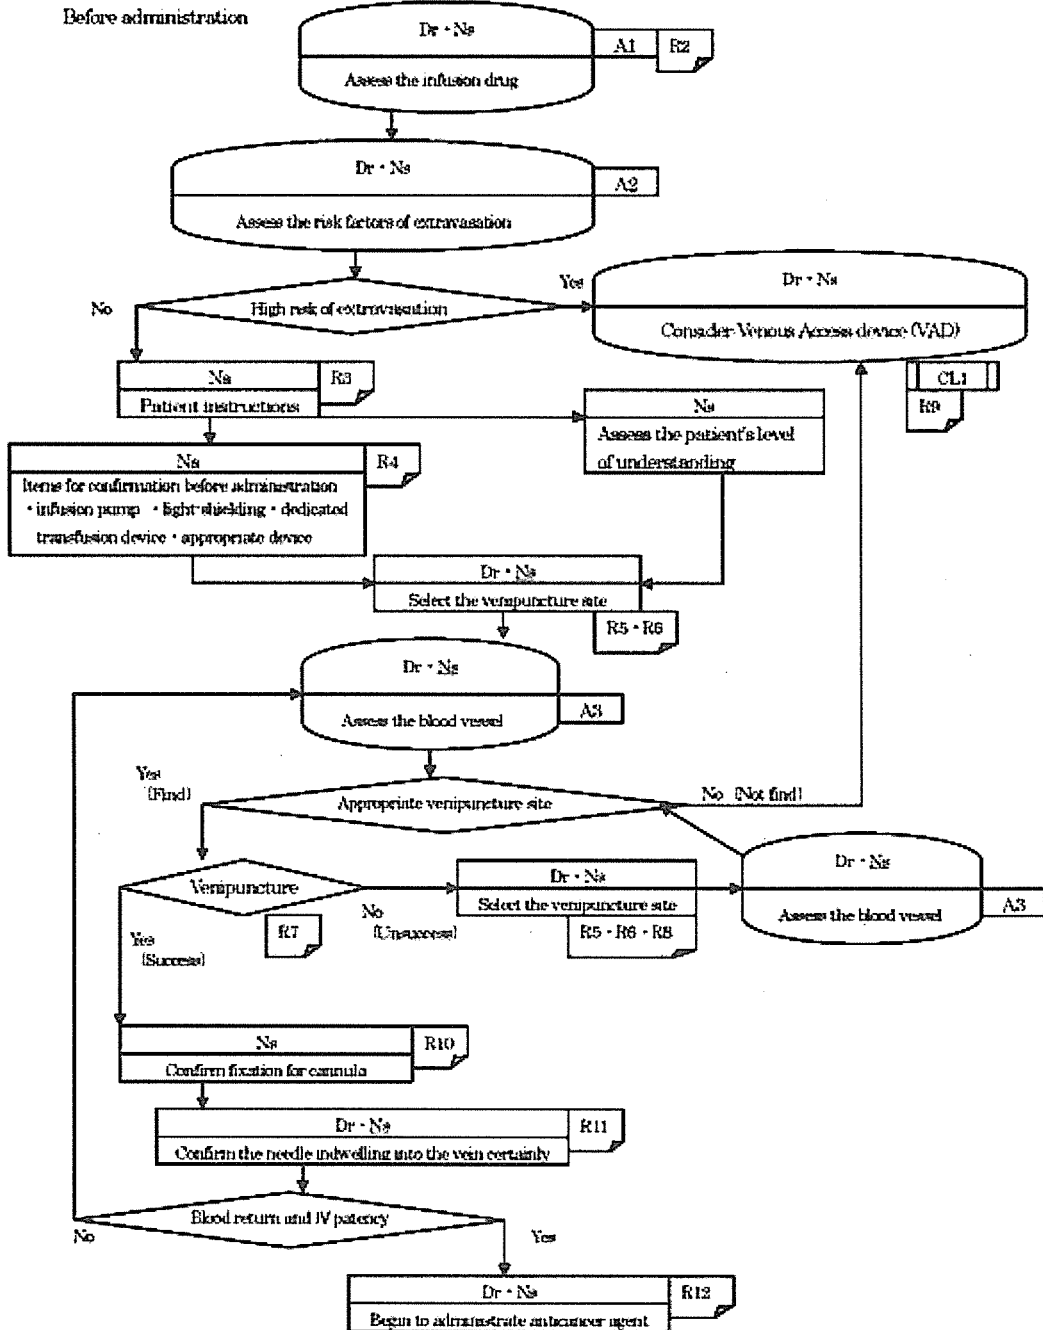 Before administration
Dr・Ns
A1
R2
Assess the infusion drug
Dr・Ns
A2
Assess the risk factors of extravasation
No
High risk of extravasation
Yes
Dr・Ns
Consider Venous Access device (VAD)
CL1
R9
Ns
R3
Patient instructions
Ns
Assess the patient's level
of understanding
Ns
R4
Items for confirmation before administration
・infusion pump ・light-shielding・dedicated
transfusion device・appropriate device
Dr・Ns
Select the venipuncture site
R5・R6
Dr・Ns
Assess the blood vessel
A3
Yes
(Find)
Appropriate venipuncture site
No (Not find)
Venipuncture
R7
No
(Unsuccess)
Dr・Ns
Select the venipuncture site
R5・R6・R8
Dr・Ns
Assess the blood vessel
A3
Yes
(Success)
Ns
R10
Confirm fixation for cannula
Dr・Ns
R11
Confirm the needle indwelling into the vein certainly
Blood return and IV patency
No
Yes
Dr・Ns
R12
Begin to administrate anticancer agent